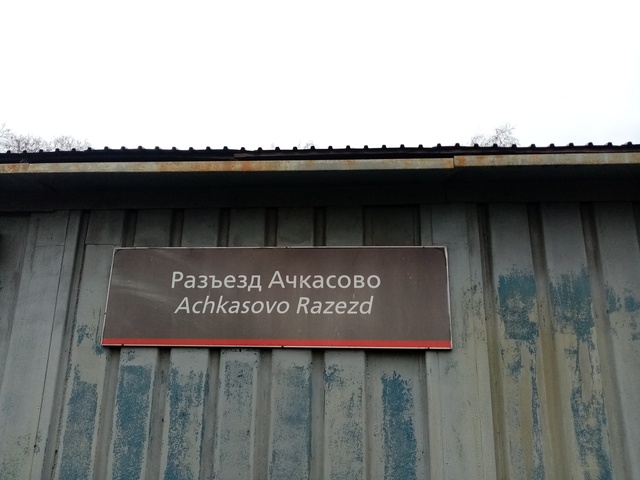 Разъезд Ачкасово
Achkasovo Razezd